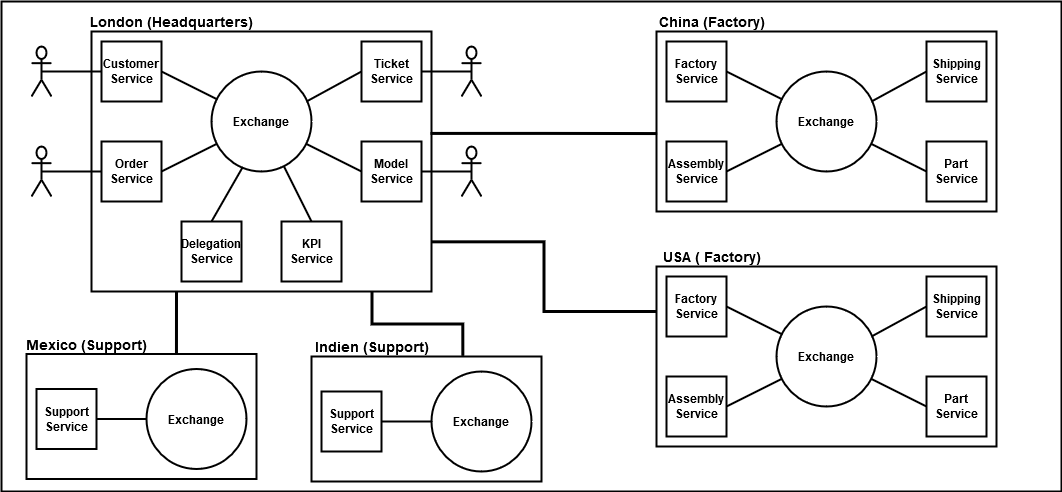 London (Headquarters)
Customer
Service
Ticket
Service
Exchange
Order
Service
Model
Service
Delegation
Service
KPI
Service
China (Factory)
Factory
Service
Shipping
Service
Exchange
Assembly
Service
Part
Service
USA ( Factory)
Factory
Service
Shipping
Service
Exchange
Assembly
Service
Part
Service
Mexico (Support)
Support
Service
Exchange
Indien (Support)
Support
Service
Exchange